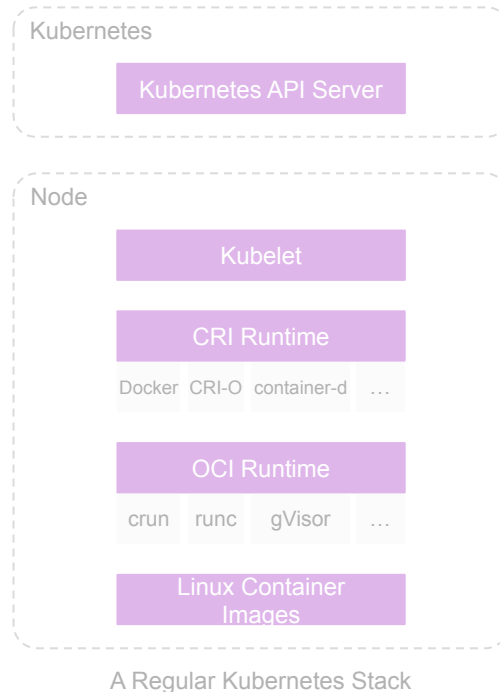 Kubernetes
Kubernetes API Server
Node
Kubelet
CRI Runtime
Docker CRI-O container-d …
OCI Runtime
crun runc gVisor …
Linux Container
Images
A Regular Kubernetes Stack